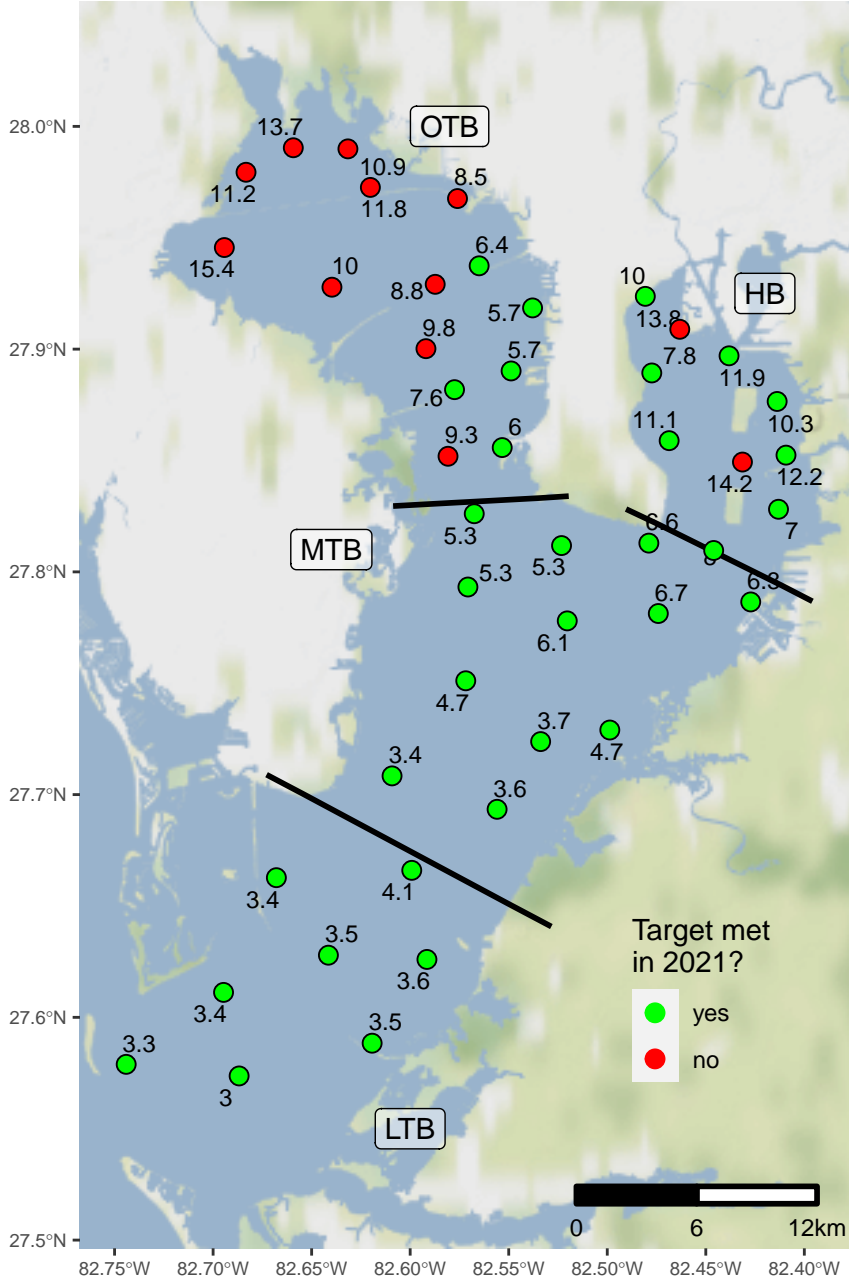 28.0°N
27.9°N
27.8°N
27.7°N
27.6°N
27.5°N
OTB
13.7
11.2
10.9
11.8
8.5
15.4
10
6.4
8.8
5.7
9.8
5.7
7.6
9.3
6
HB
10
13.8
7.8
11.9
11.1
10.3
14.2
12.2
7
MTB
5.3
5.3
6.6
8
6.3
5.3
6.1
6.7
4.7
3.7
4.7
3.4
3.6
3.4
4.1
3.5
3.6
3.4
3.5
3.3
3
LTB
Target met
in 2021?
yes
no
0 6 12km
82.75°W 82.70°W 82.65°W 82.60°W 82.55°W 82.50°W 82.45°W 82.40°W